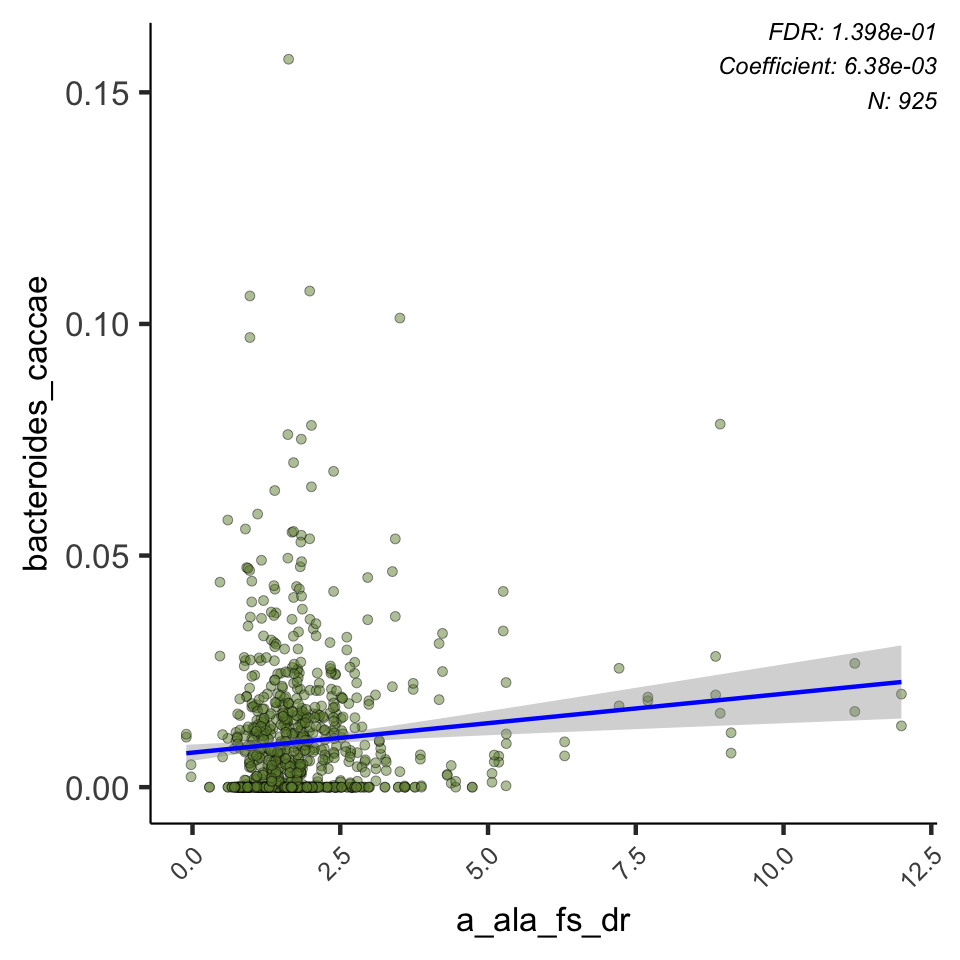 FDR: 1.398e-01
Coefficient: 6.38e-03
N: 925
0.15
0.10
0.05
0.00
bacteroides_caccae
0.0 2.5 5.0 7.5 10.0 12.5
a_ala_fs_dr